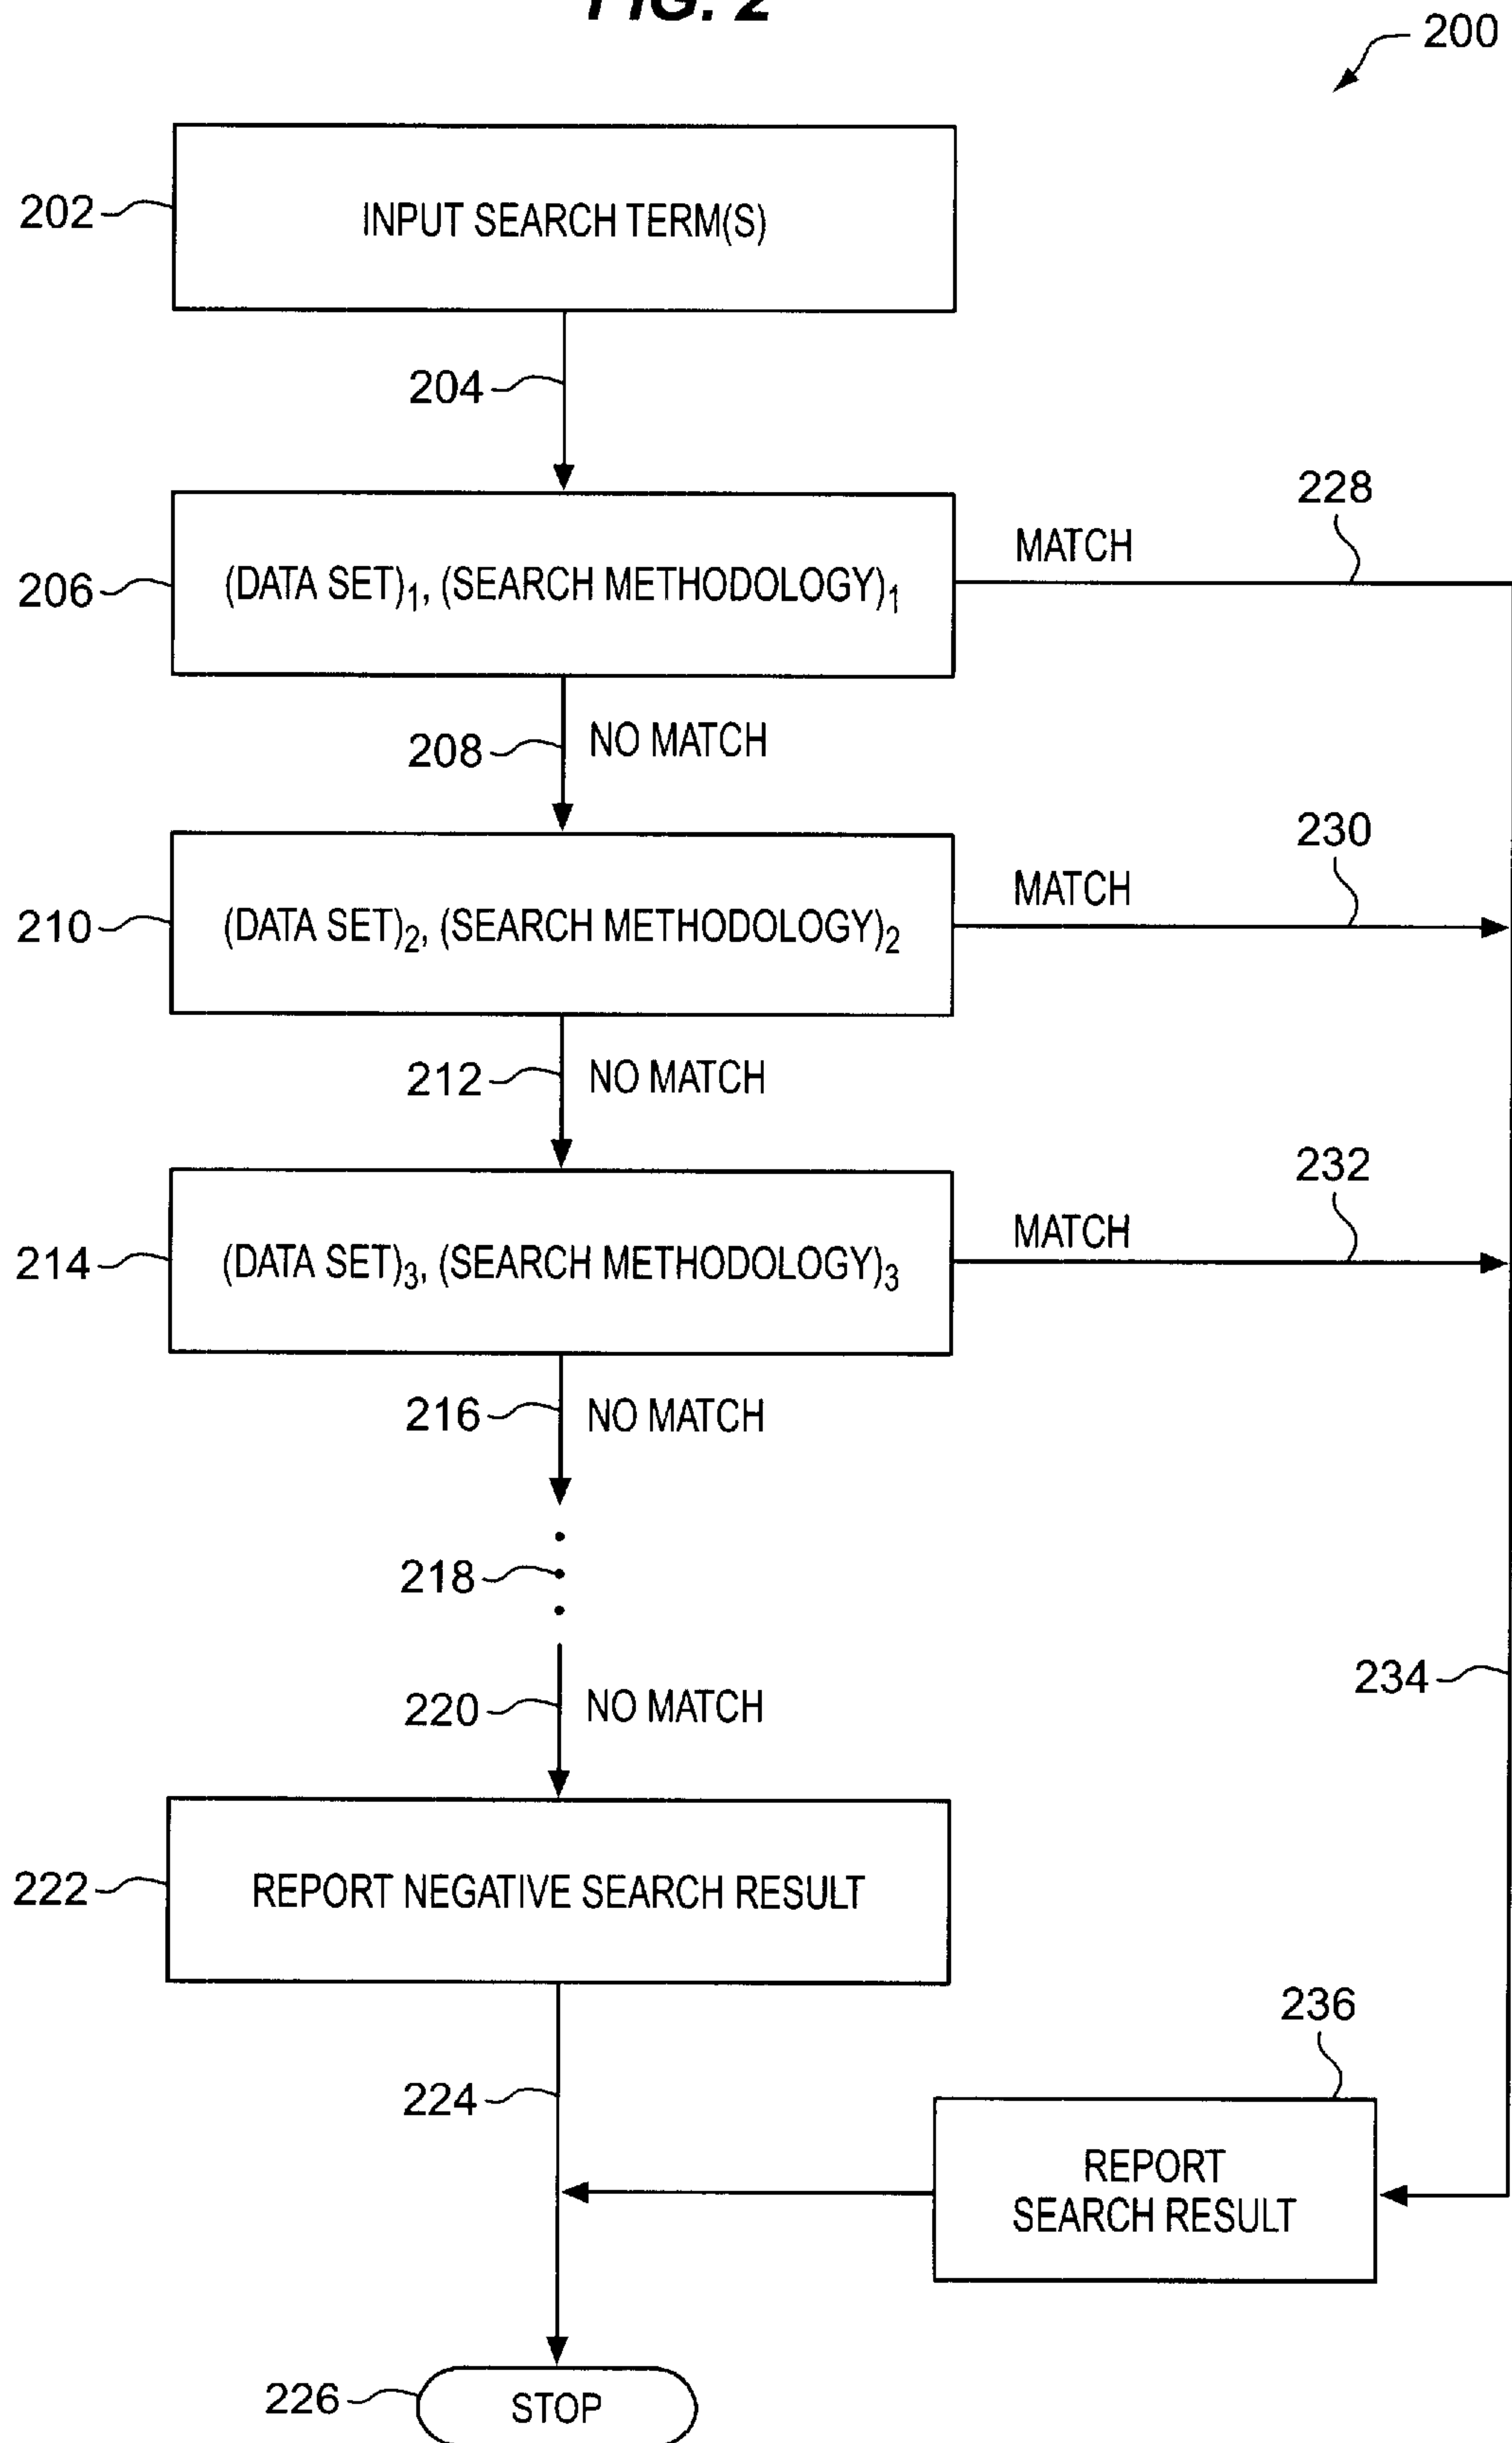 FIG. 2
200
202
INPUT SEARCH TERM(S)
204
228
MATCH
206
(DATA SET)₁, (SEARCH METHODOLOGY)₁
208
NO MATCH
230
MATCH
210
(DATA SET)₂, (SEARCH METHODOLOGY)₂
212
NO MATCH
232
MATCH
214
(DATA SET)₃, (SEARCH METHODOLOGY)₃
216
NO MATCH
218
234
220
NO MATCH
222
REPORT NEGATIVE SEARCH RESULT
236
224
REPORT
SEARCH RESULT
226
STOP